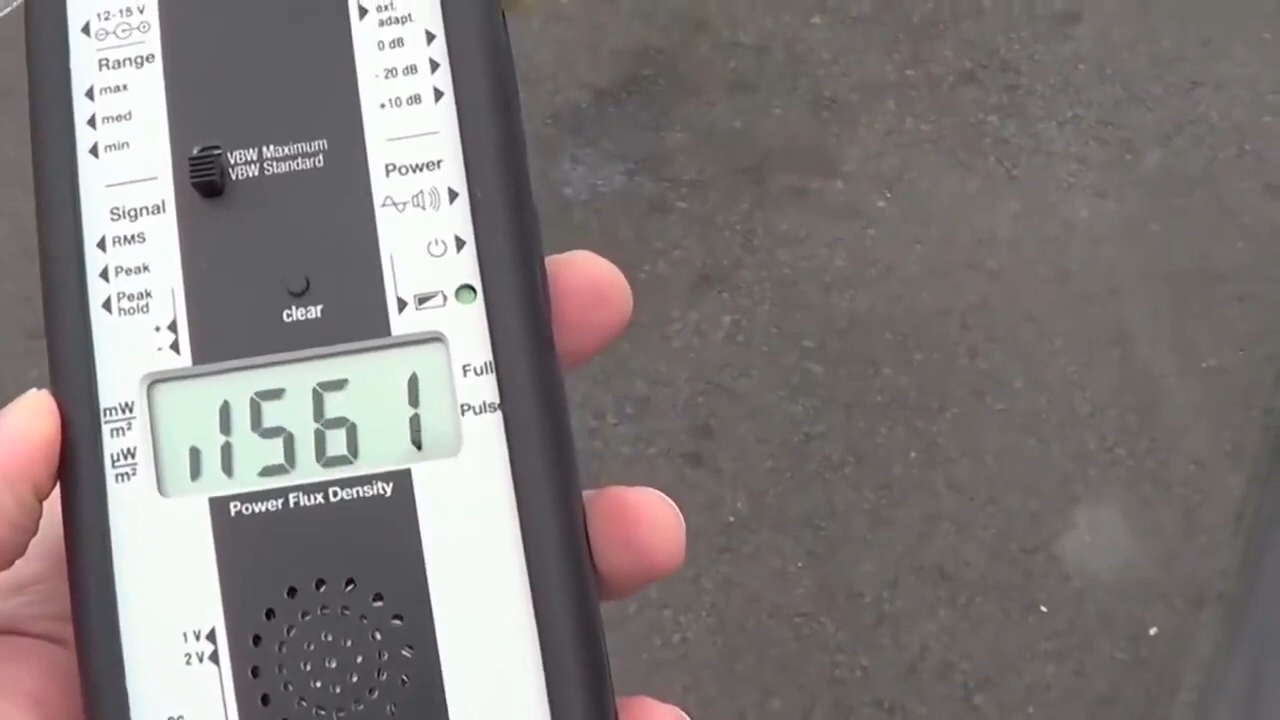 12-15 V
Range
max
med
min
Signal
RMS
Peak
Peak
hold
+
-
mW
m²
µW
m²
VBW Maximum
VBW Standard
clear
1561
Power Flux Density
ext.
adapt.
0 dB
- 20 dB
+10 dB
Power
Full
Puls
1 V
2 V